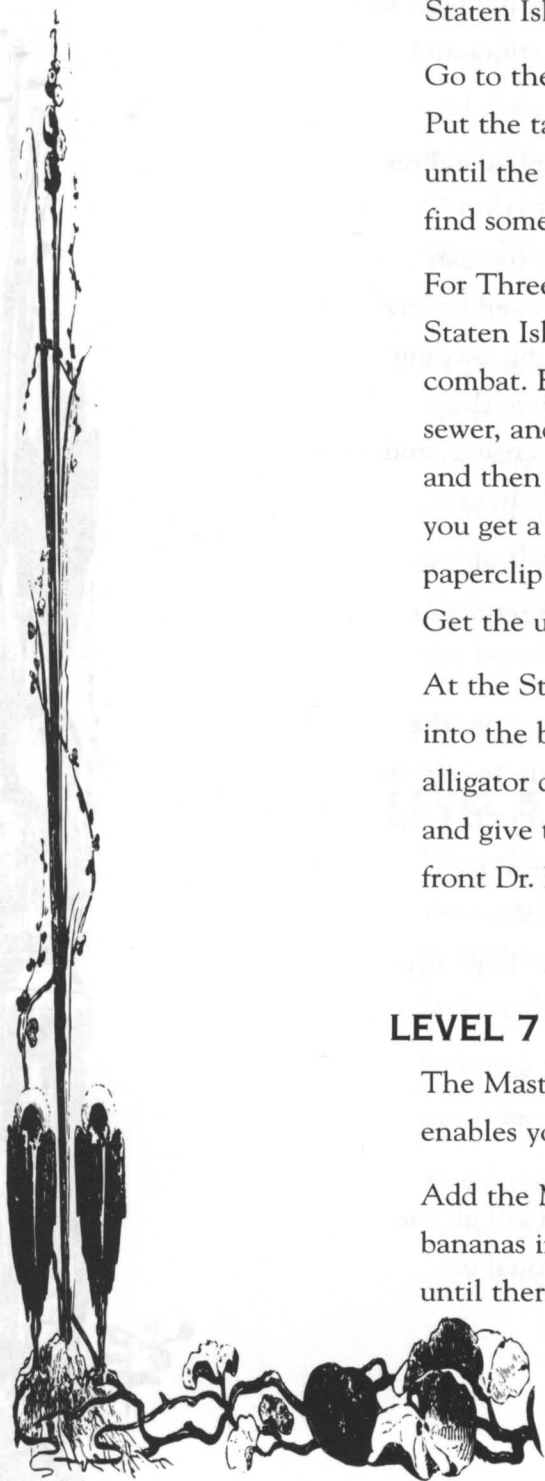 Staten Isl
Go to the
Put the ta
until the
find some
For Three
Staten Isl
combat.
sewer, and
and then
you get a
paperclip
Get the u
At the St
into the b
alligator
and give t
front Dr.
LEVEL 7
The Mast
enables yo
Add the
bananas i
until ther